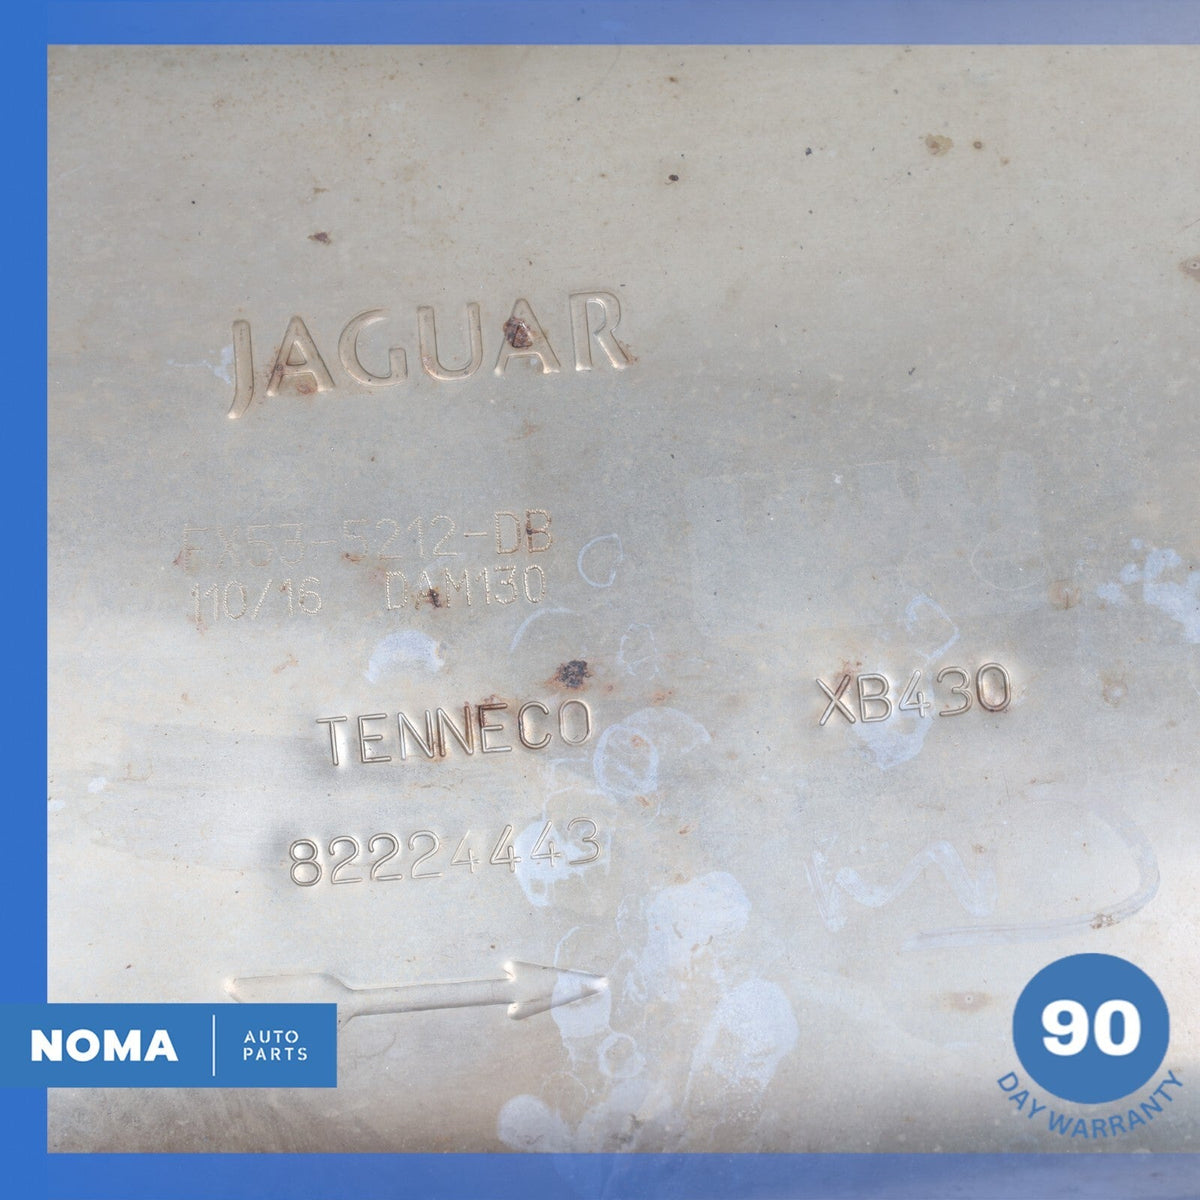 JAGUAR
FX53-5212-DB
110/16 DAM130
TENNECO
XB430
82224443
NOMA
AUTO
PARTS
90
DAY WARRANTY